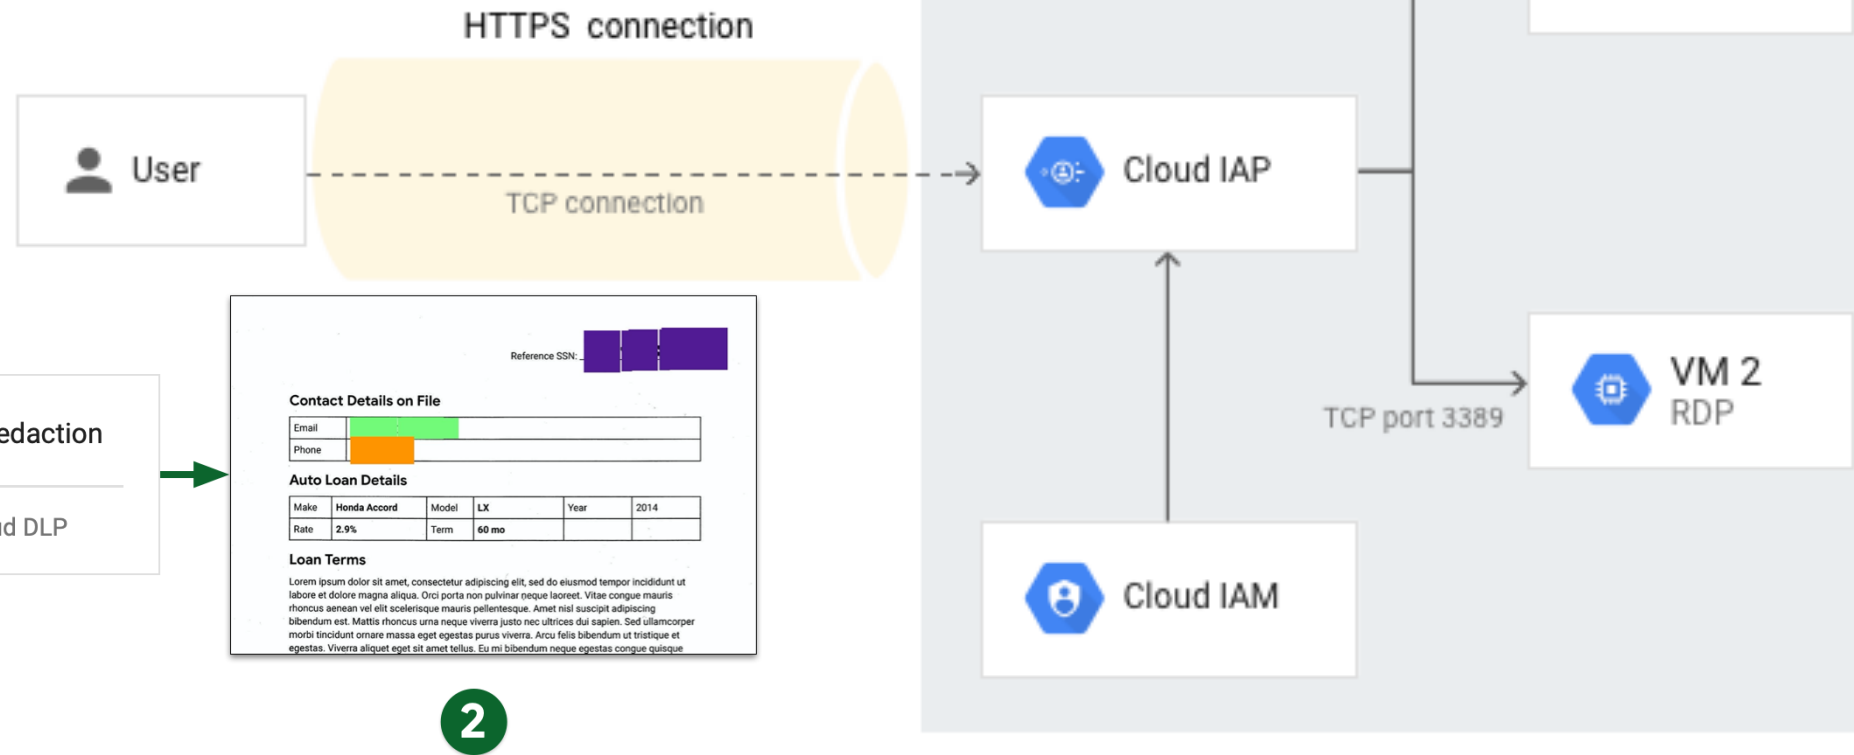 HTTPS connection
User
TCP connection
Cloud IAP
TCP port 3389
VM 2
RDP
Cloud IAM
edaction
d DLP
Reference SSN:
Contact Details on File
Email
Phone
Auto Loan Details
Make Honda Accord Model LX Year 2014
Rate 2.9% Term 60 mo
Loan Terms
Lorem ipsum dolor sit amet, consectetur adipiscing elit, sed do eiusmod tempor incididunt ut
labore et dolore magna aliqua. Orci porta non pulvinar neque laoreet. Vitae congue mauris
rhoncus aenean vel elit scelerisque mauris pellentesque. Amet nisl suscipit adipiscing
bibendum est. Mattis rhoncus urna neque viverra justo nec ultrices dui sapien. Sed ullamcorper
morbi tincidunt ornare massa eget egestas purus viverra. Arcu felis bibendum ut tristique et
egestas. Viverra aliquet eget sit amet tellus. Eu mi bibendum neque egestas congue quisque
2